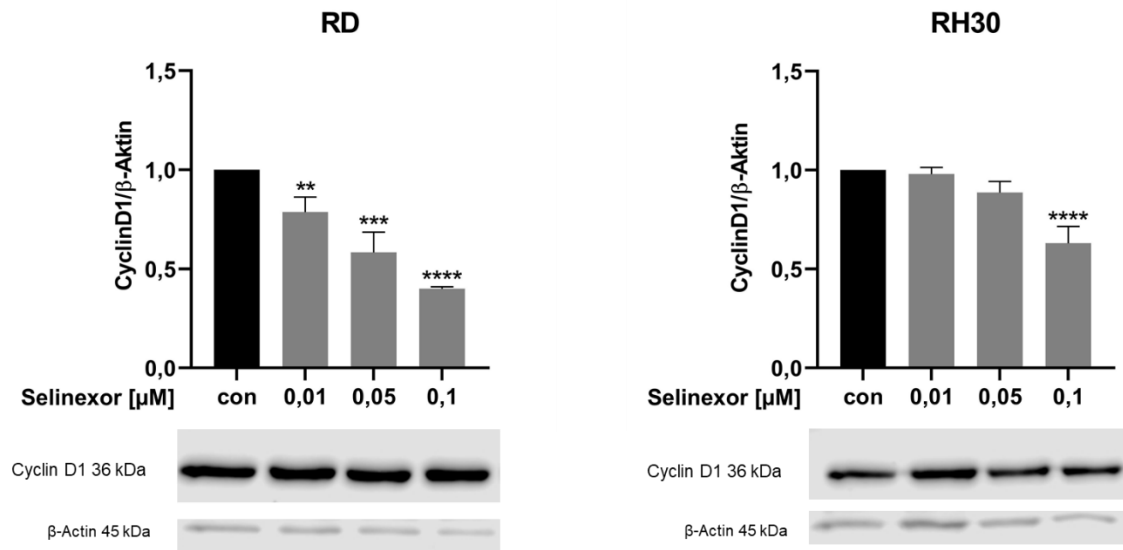 RD
CyclinD1/β-Aktin
1,5
1,0
0,5
0,0
**
***
****
Selinexor [µM] con 0,01 0,05 0,1
Cyclin D1 36 kDa
β-Actin 45 kDa
RH30
CyclinD1/β-Aktin
1,5
1,0
0,5
0,0
****
Selinexor [µM] con 0,01 0,05 0,1
Cyclin D1 36 kDa
β-Actin 45 kDa